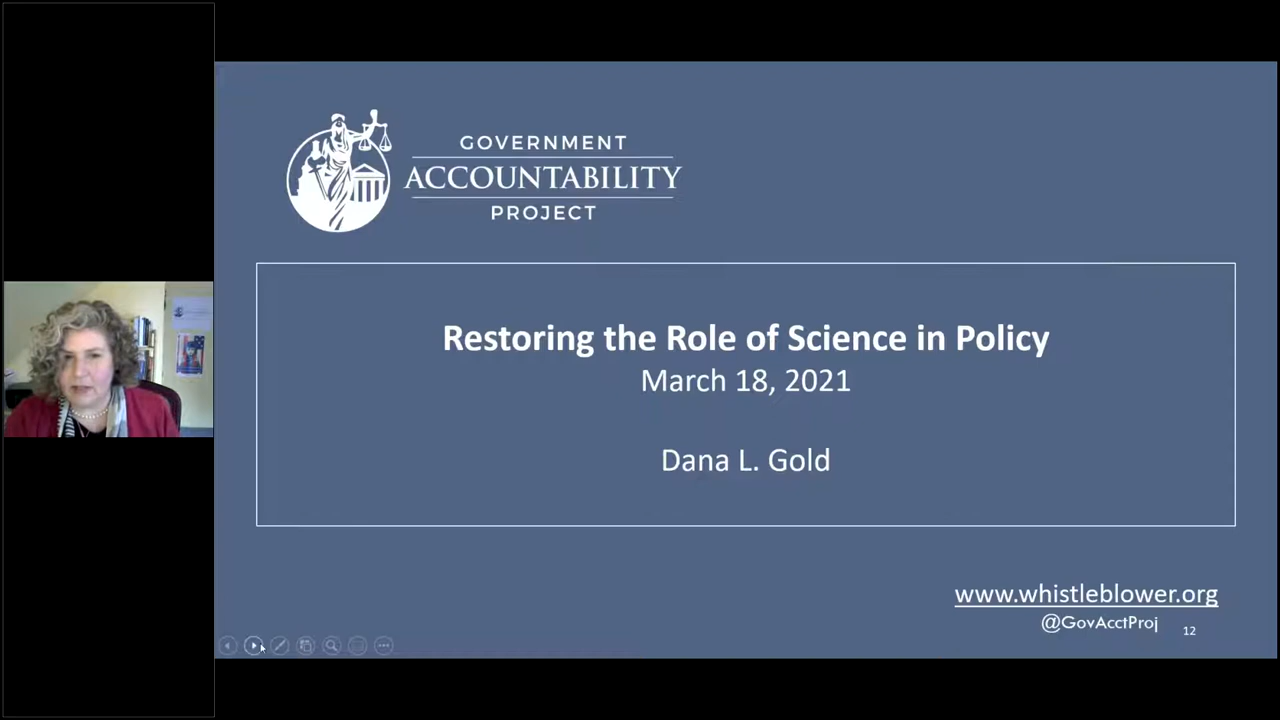 GOVERNMENT
ACCOUNTABILITY
PROJECT
Restoring the Role of Science in Policy
March 18, 2021
Dana L. Gold
www.whistleblower.org
@GovAcctProj
12